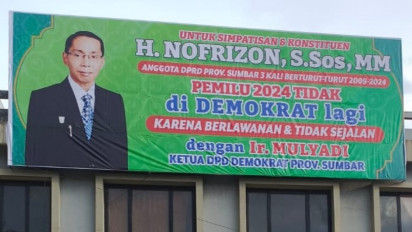 UNTUK SIMPATISAN & KONSTITUEN
H. NOFRIZON, S.Sos, MM
ANGGOTA DPRD PROV. SUMBAR 3 KALI BERTURUT-TURUT 2009-2024
PEMILU 2024 TIDAK
di DEMOKRAT lagi
KARENA BERLAWANAN & TIDAK SEJALAN
dengan Ir. MULYADI
KETUA DPD DEMOKRAT PROV. SUMBAR